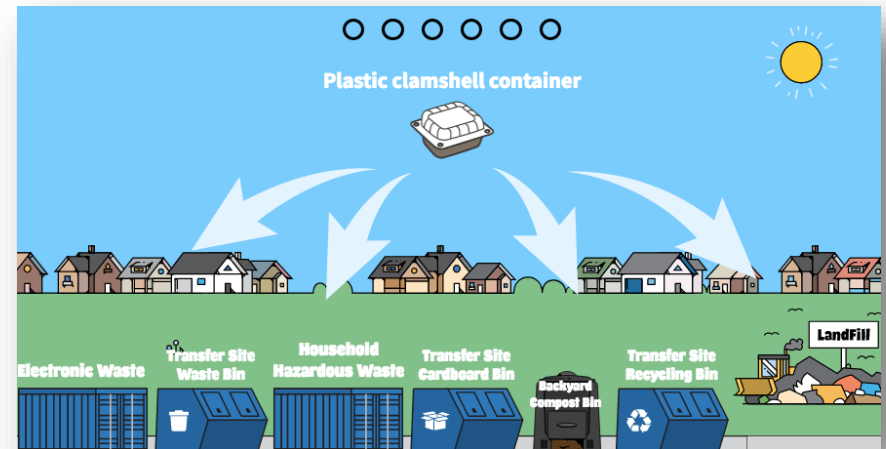 Plastic clamshell container
LandFill
Electronic Waste
Transfer Site
Waste Bin
Household
Hazardous Waste
Transfer Site
Cardboard Bin
Backyard
Compost Bin
Transfer Site
Recycling Bin